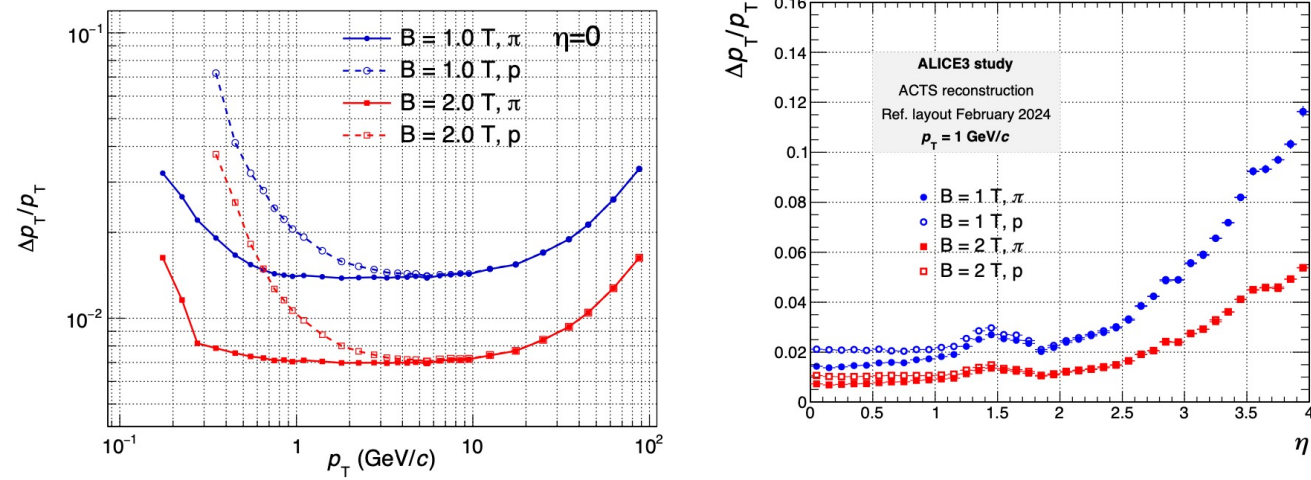 10⁻¹
Δp_T/p_T
10⁻²
B = 1.0 T, π
η=0
B = 1.0 T, p
B = 2.0 T, π
B = 2.0 T, p
10⁻¹
1
10
10²
p_T (GeV/c)
Δp_T/p_T
0.16
0.14
0.12
0.1
0.08
0.06
0.04
0.02
0
ALICE3 study
ACTS reconstruction
Ref. layout February 2024
p_T = 1 GeV/c
B = 1 T, π
B = 1 T, p
B = 2 T, π
B = 2 T, p
0
0.5
1
1.5
2
2.5
3
3.5
4
η